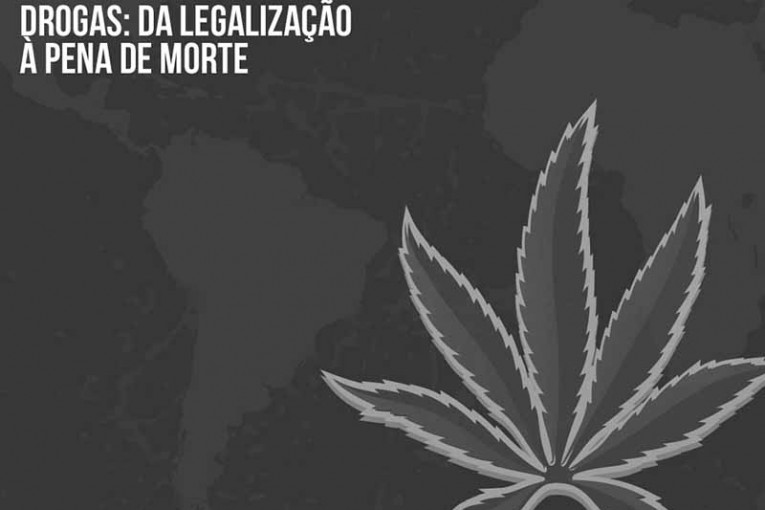 DROGAS: DA LEGALIZAÇÃO
À PENA DE MORTE